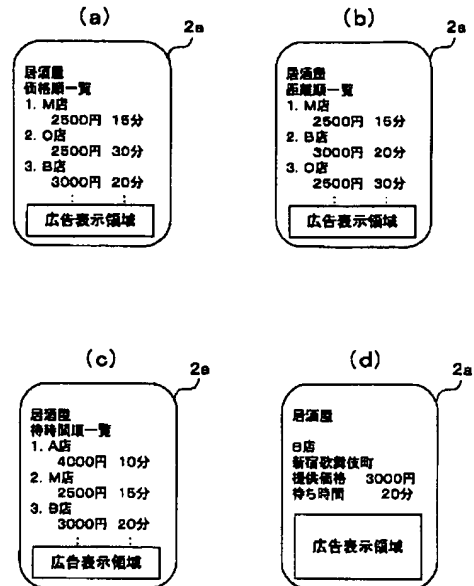 (a)
2a
居酒屋
価格順一覧
1. M店
2500円 15分
2. O店
2500円 30分
3. B店
3000円 20分
広告表示領域
(b)
2a
居酒屋
距離順一覧
1. M店
2500円 15分
2. B店
3000円 20分
3. O店
2500円 30分
広告表示領域
(c)
2a
居酒屋
待時間順一覧
1. A店
4000円 10分
2. M店
2500円 15分
3. B店
3000円 20分
広告表示領域
(d)
2a
居酒屋
B店
新宿歌舞伎町
提供価格 3000円
待ち時間 20分
広告表示領域